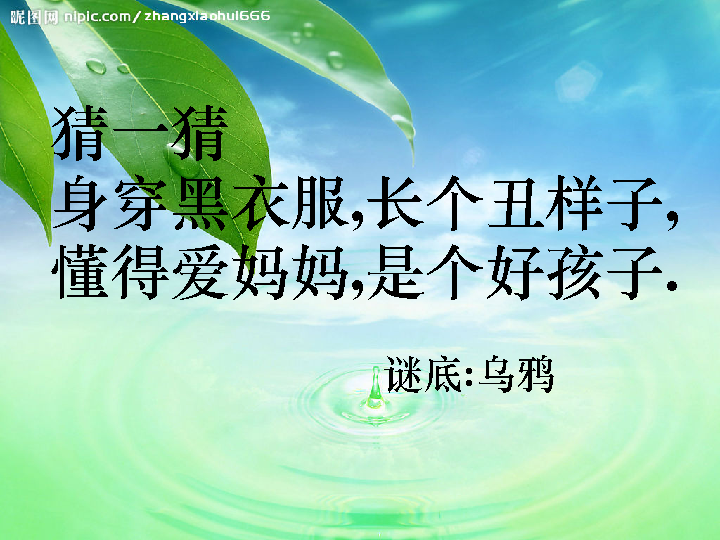 昵图网 nipic.com/zhangxiaohui666
猜一猜
身穿黑衣服,长个丑样子,
懂得爱妈妈,是个好孩子.
谜底:乌鸦